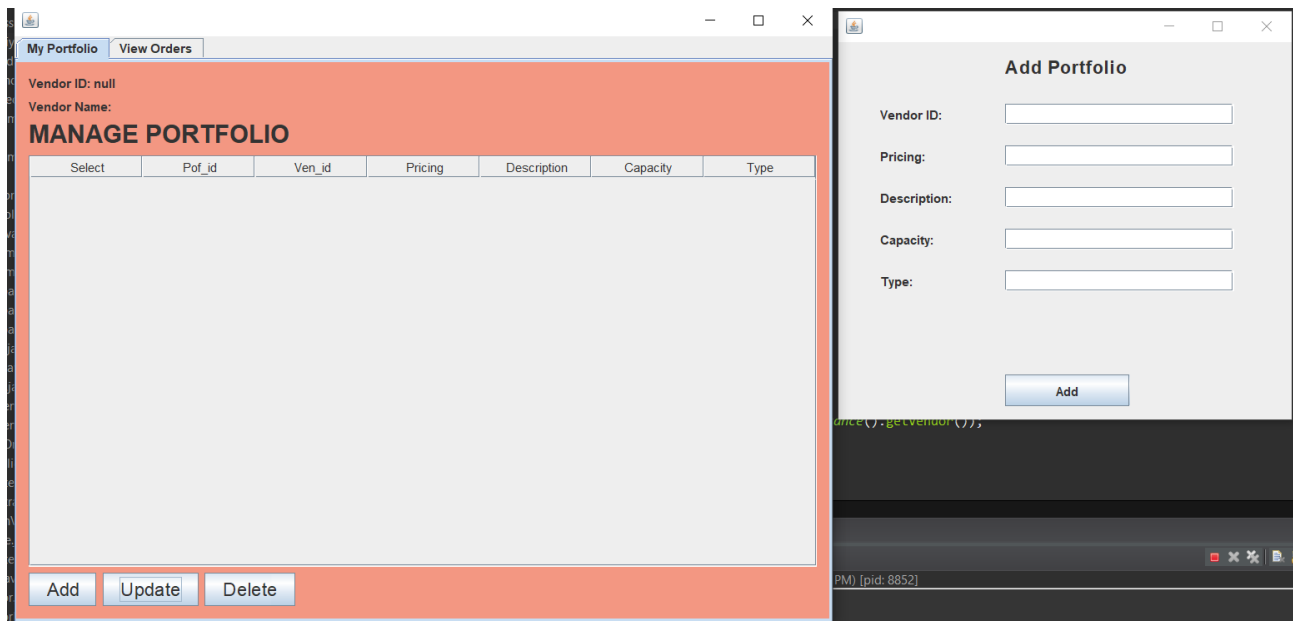 My Portfolio View Orders
Vendor ID: null
Vendor Name:
MANAGE PORTFOLIO
Select Pof_id Ven_id Pricing Description Capacity Type
Add Update Delete
Add Portfolio
Vendor ID:
Pricing:
Description:
Capacity:
Type:
Add
().getVendor());
PM) [pid: 8852]